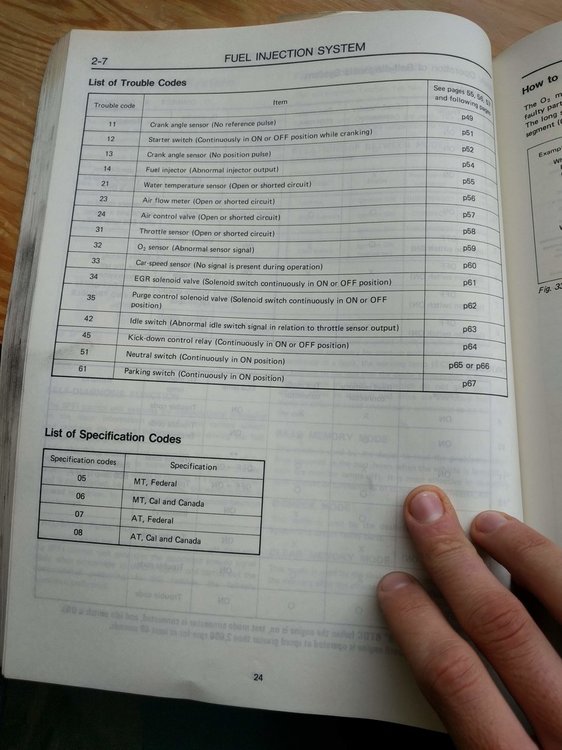 2-7
FUEL INJECTION SYSTEM
List of Trouble Codes
Trouble code Item See pages 55, 56, 57
and following pages
11 Crank angle sensor (No reference pulse) p49
12 Starter switch (Continuously in ON or OFF position while cranking) p51
13 Crank angle sensor (No position pulse) p52
14 Fuel injector (Abnormal injector output) p54
21 Water temperature sensor (Open or shorted circuit) p55
23 Air flow meter (Open or shorted circuit) p56
24 Air control valve (Open or shorted circuit) p57
31 Throttle sensor (Open or shorted circuit) p58
32 O₂ sensor (Abnormal sensor signal) p59
33 Car-speed sensor (No signal is present during operation) p60
34 EGR solenoid valve (Solenoid switch continuously in ON or OFF position) p61
35 Purge control solenoid valve (Solenoid switch continuously in ON or OFF
position) p62
42 Idle switch (Abnormal idle switch signal in relation to throttle sensor output) p63
45 Kick-down control relay (Continuously in ON or OFF position) p64
51 Neutral switch (Continuously in ON position) p65 or p66
61 Parking switch (Continuously in ON position) p67
List of Specification Codes
Specification codes Specification
05 MT, Federal
06 MT, Cal and Canada
07 AT, Federal
08 AT, Cal and Canada
24
How to
The O₂ m
faulty part
The long s
segment (
Examp
Fig. 33